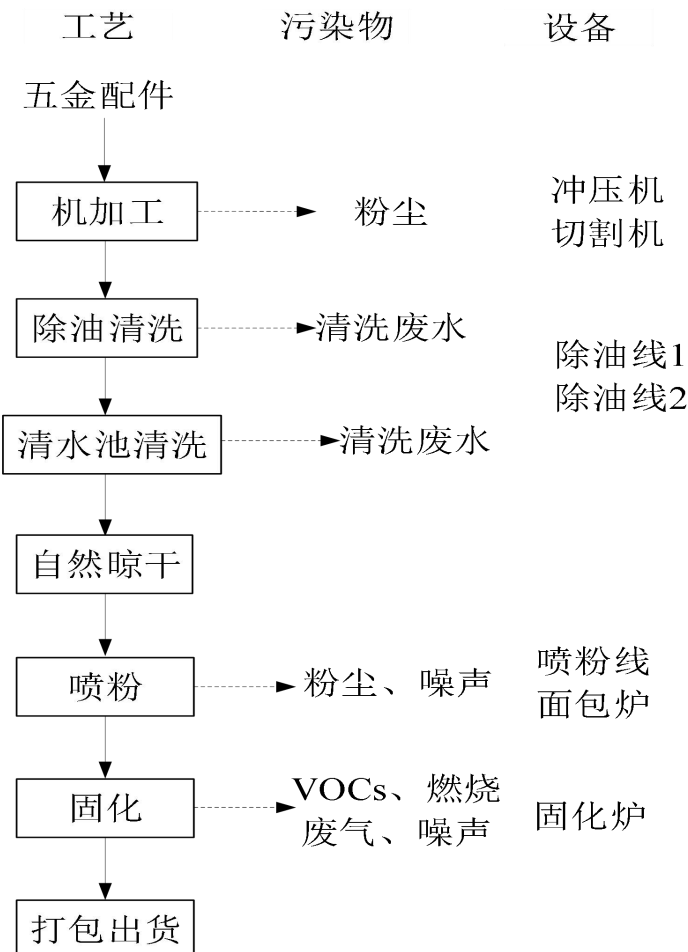 工艺 污染物 设备
五金配件
机加工 粉尘 冲压机
切割机
除油清洗 清洗废水 除油线1
除油线2
清水池清洗 清洗废水
自然晾干
喷粉 粉尘、噪声 喷粉线
面包炉
固化 VOCs、燃烧
废气、噪声 固化炉
打包出货